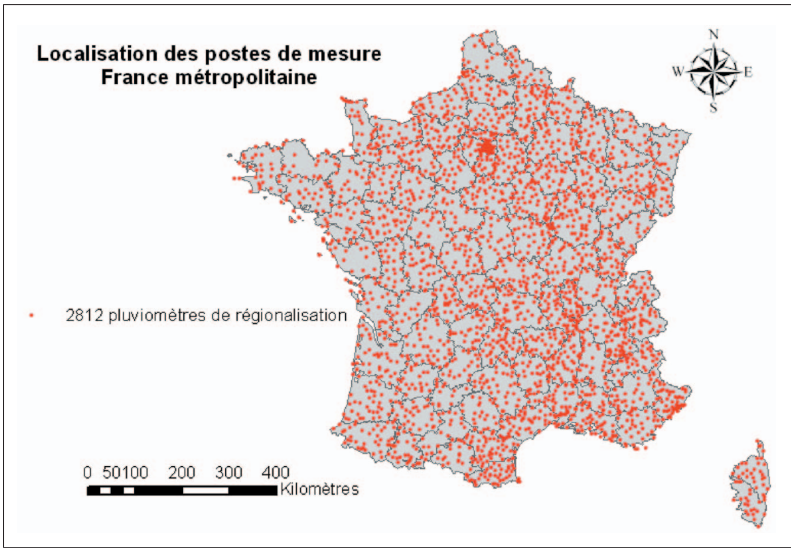 Localisation des postes de mesure
France métropolitaine
N
W E
S
2812 pluviomètres de régionalisation
0 50100 200 300 400
Kilomètres